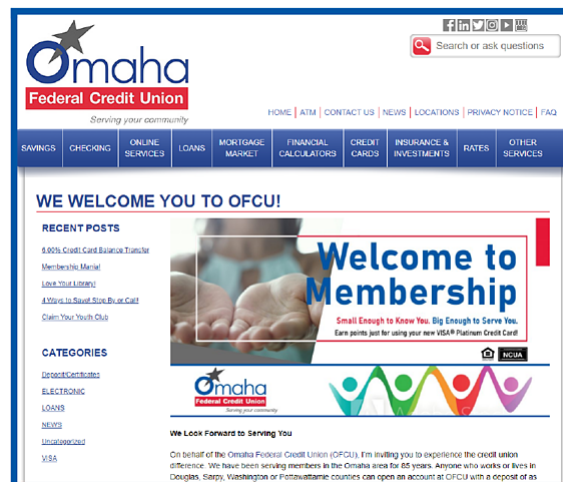 Omaha
Federal Credit Union
Serving your community
Search or ask questions
HOME | ATM | CONTACT US | NEWS | LOCATIONS | PRIVACY NOTICE | FAQ
SAVINGS
CHECKING
ONLINE
SERVICES
LOANS
MORTGAGE
MARKET
FINANCIAL
CALCULATORS
CREDIT
CARDS
INSURANCE &
INVESTMENTS
RATES
OTHER
SERVICES
WE WELCOME YOU TO OFCU!
RECENT POSTS
6.00% Credit Card Balance Transfer
Membership Mania!
Love Your Library!
4 Ways to Save! Stop By or Call!
Claim Your Youth Club
CATEGORIES
Deposit/Certificates
ELECTRONIC
LOANS
NEWS
Uncategorized
VISA
Welcome to
Membership
Small Enough to Know You. Big Enough to Serve You.
Earn points just for using your new VISA® Platinum Credit Card!
NCUA
Omaha
Federal Credit Union
Serving your community
We Look Forward to Serving You
On behalf of the Omaha Federal Credit Union (OFCU), I'm inviting you to experience the credit union
difference. We have been serving members in the Omaha area for 85 years. Anyone who works or lives in
Douglas, Sarpy, Washington or Pottawattamie counties can open an account at OFCU with a deposit of as